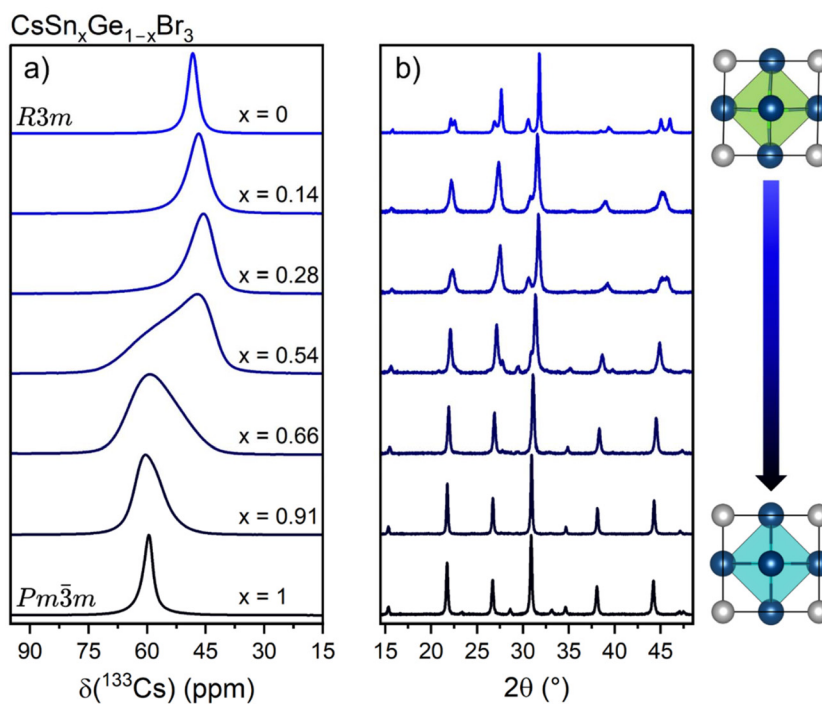 CsSnₓGe₁₋ₓBr₃
a)
R3m
x = 0
x = 0.14
x = 0.28
x = 0.54
x = 0.66
x = 0.91
Pm3̄m
x = 1
90 75 60 45 30 15
δ(¹³³Cs) (ppm)
b)
15 20 25 30 35 40 45
2θ (°)